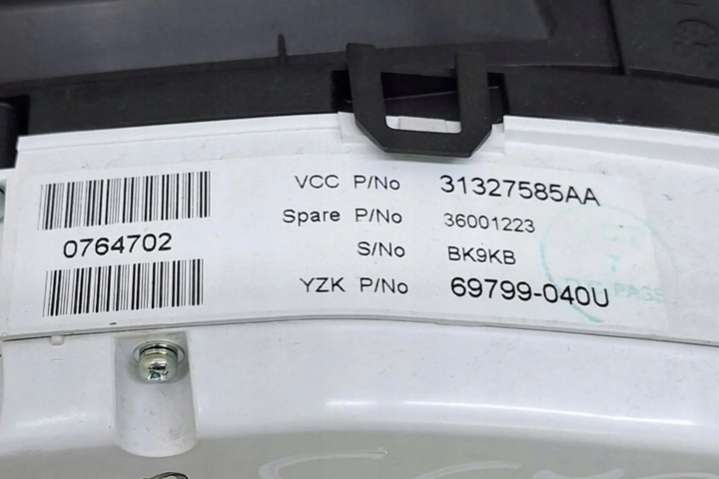 VCC P/No 31327585AA
Spare P/No 36001223
0764702
S/No BK9KB
YZK P/No 69799-040U